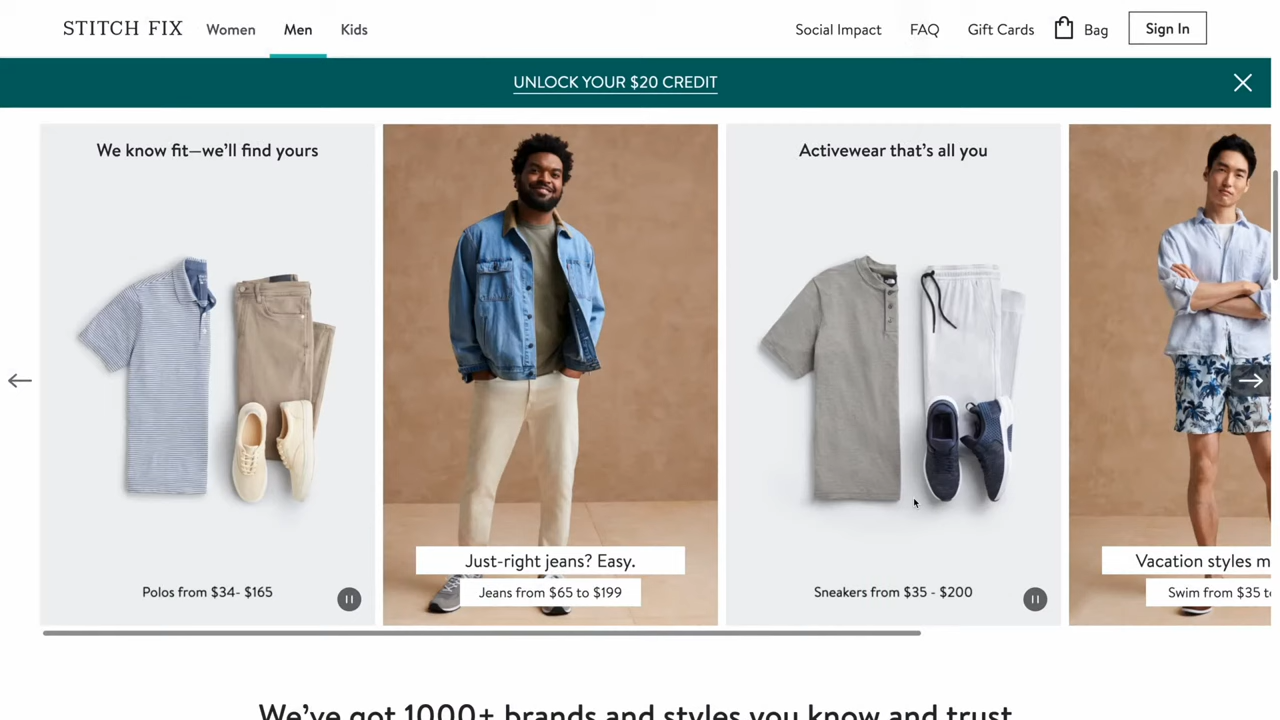 STITCH FIX Women Men Kids Social Impact FAQ Gift Cards Bag Sign In
UNLOCK YOUR $20 CREDIT
We know fit—we'll find yours
Polos from $34- $165
Just-right jeans? Easy.
Jeans from $65 to $199
Activewear that's all you
Sneakers from $35 - $200
Vacation styles m
Swim from $35 to
We've got 1000+ brands and styles you know and trust